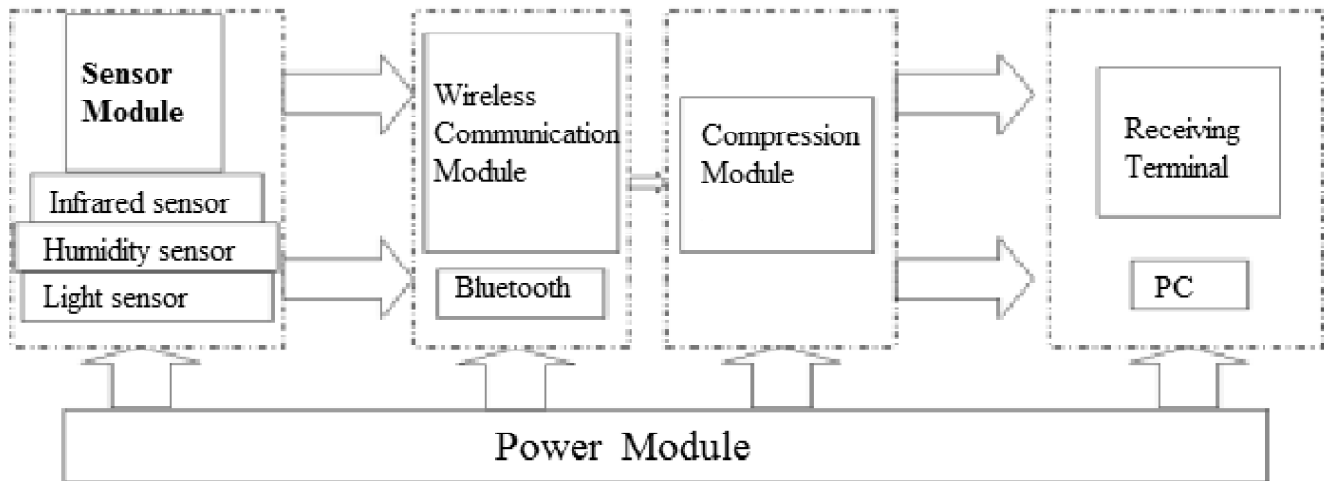 Sensor
Module
Infrared sensor
Humidity sensor
Light sensor
Wireless
Communication
Module
Bluetooth
Compression
Module
Receiving
Terminal
PC
Power Module